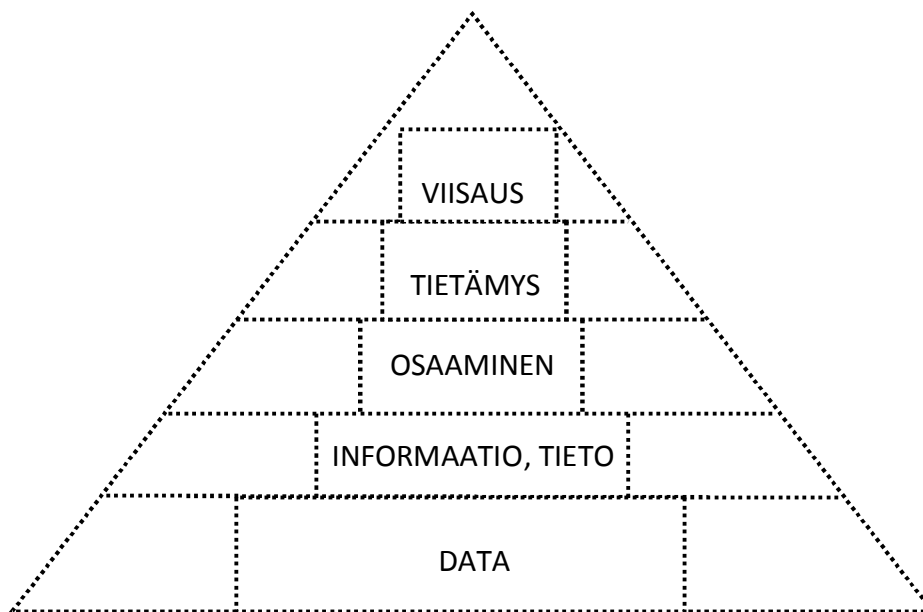 VIISAUS
TIETÄMYS
OSAAMINEN
INFORMAATIO, TIETO
DATA